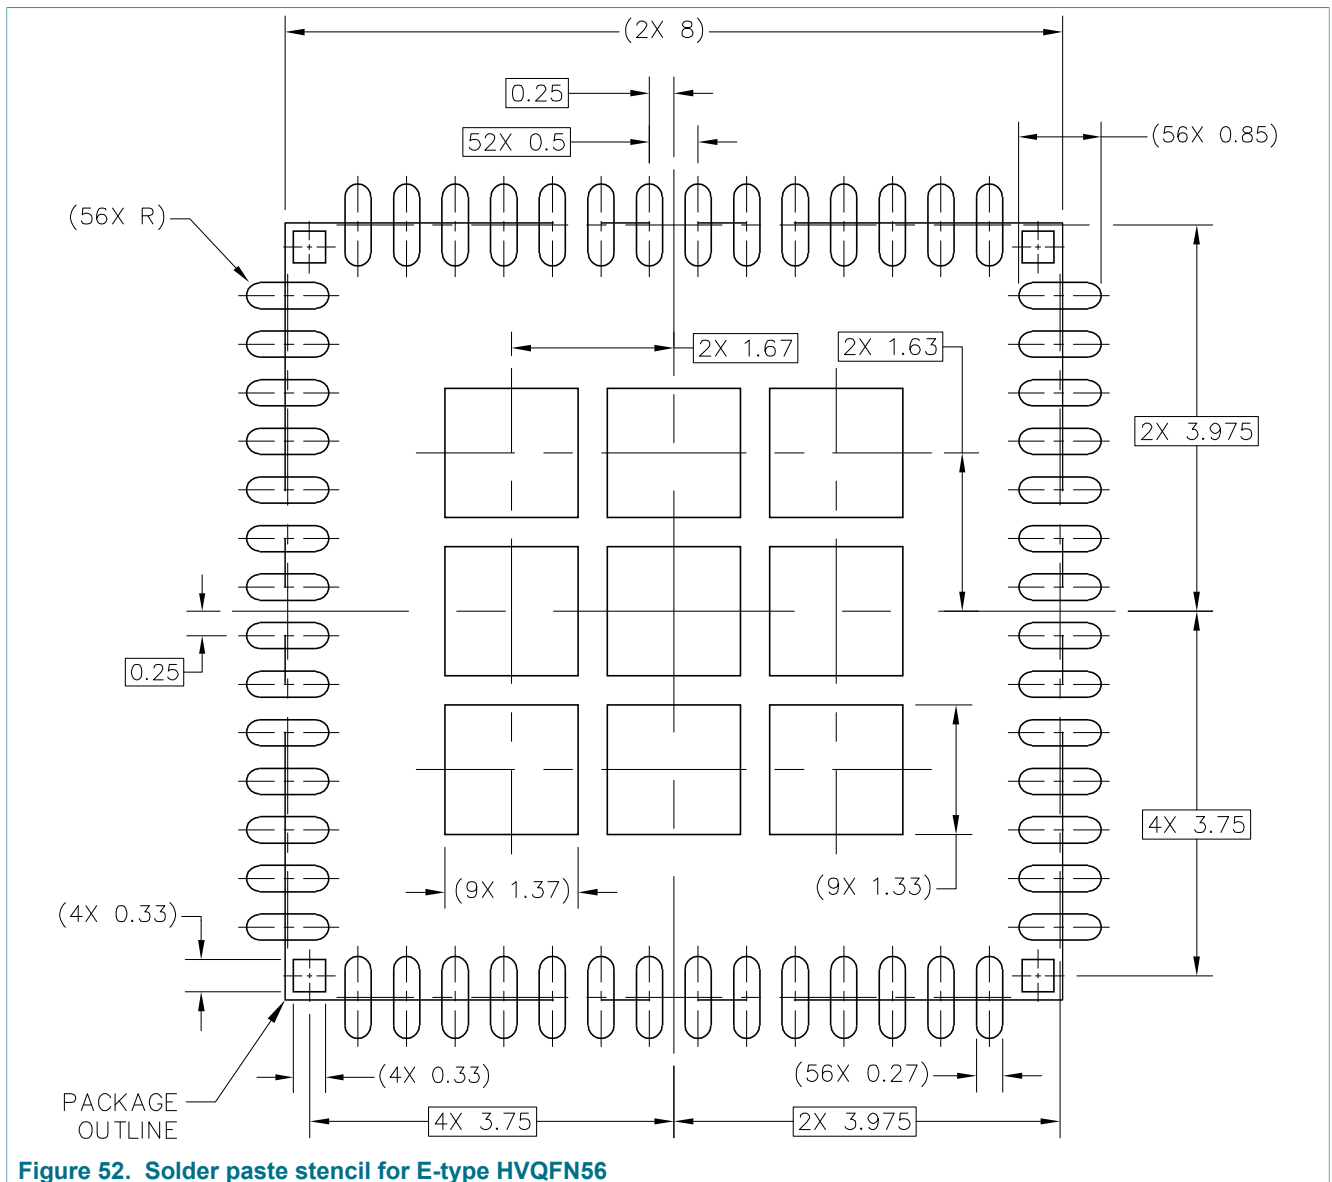 (2X 8)
0.25
52X 0.5
(56X 0.85)
(56X R)
2X 1.67
2X 1.63
2X 3.975
0.25
4X 3.75
(9X 1.37)
(9X 1.33)
(4X 0.33)
(4X 0.33)
(56X 0.27)
PACKAGE
OUTLINE
4X 3.75
2X 3.975
Figure 52. Solder paste stencil for E-type HVQFN56